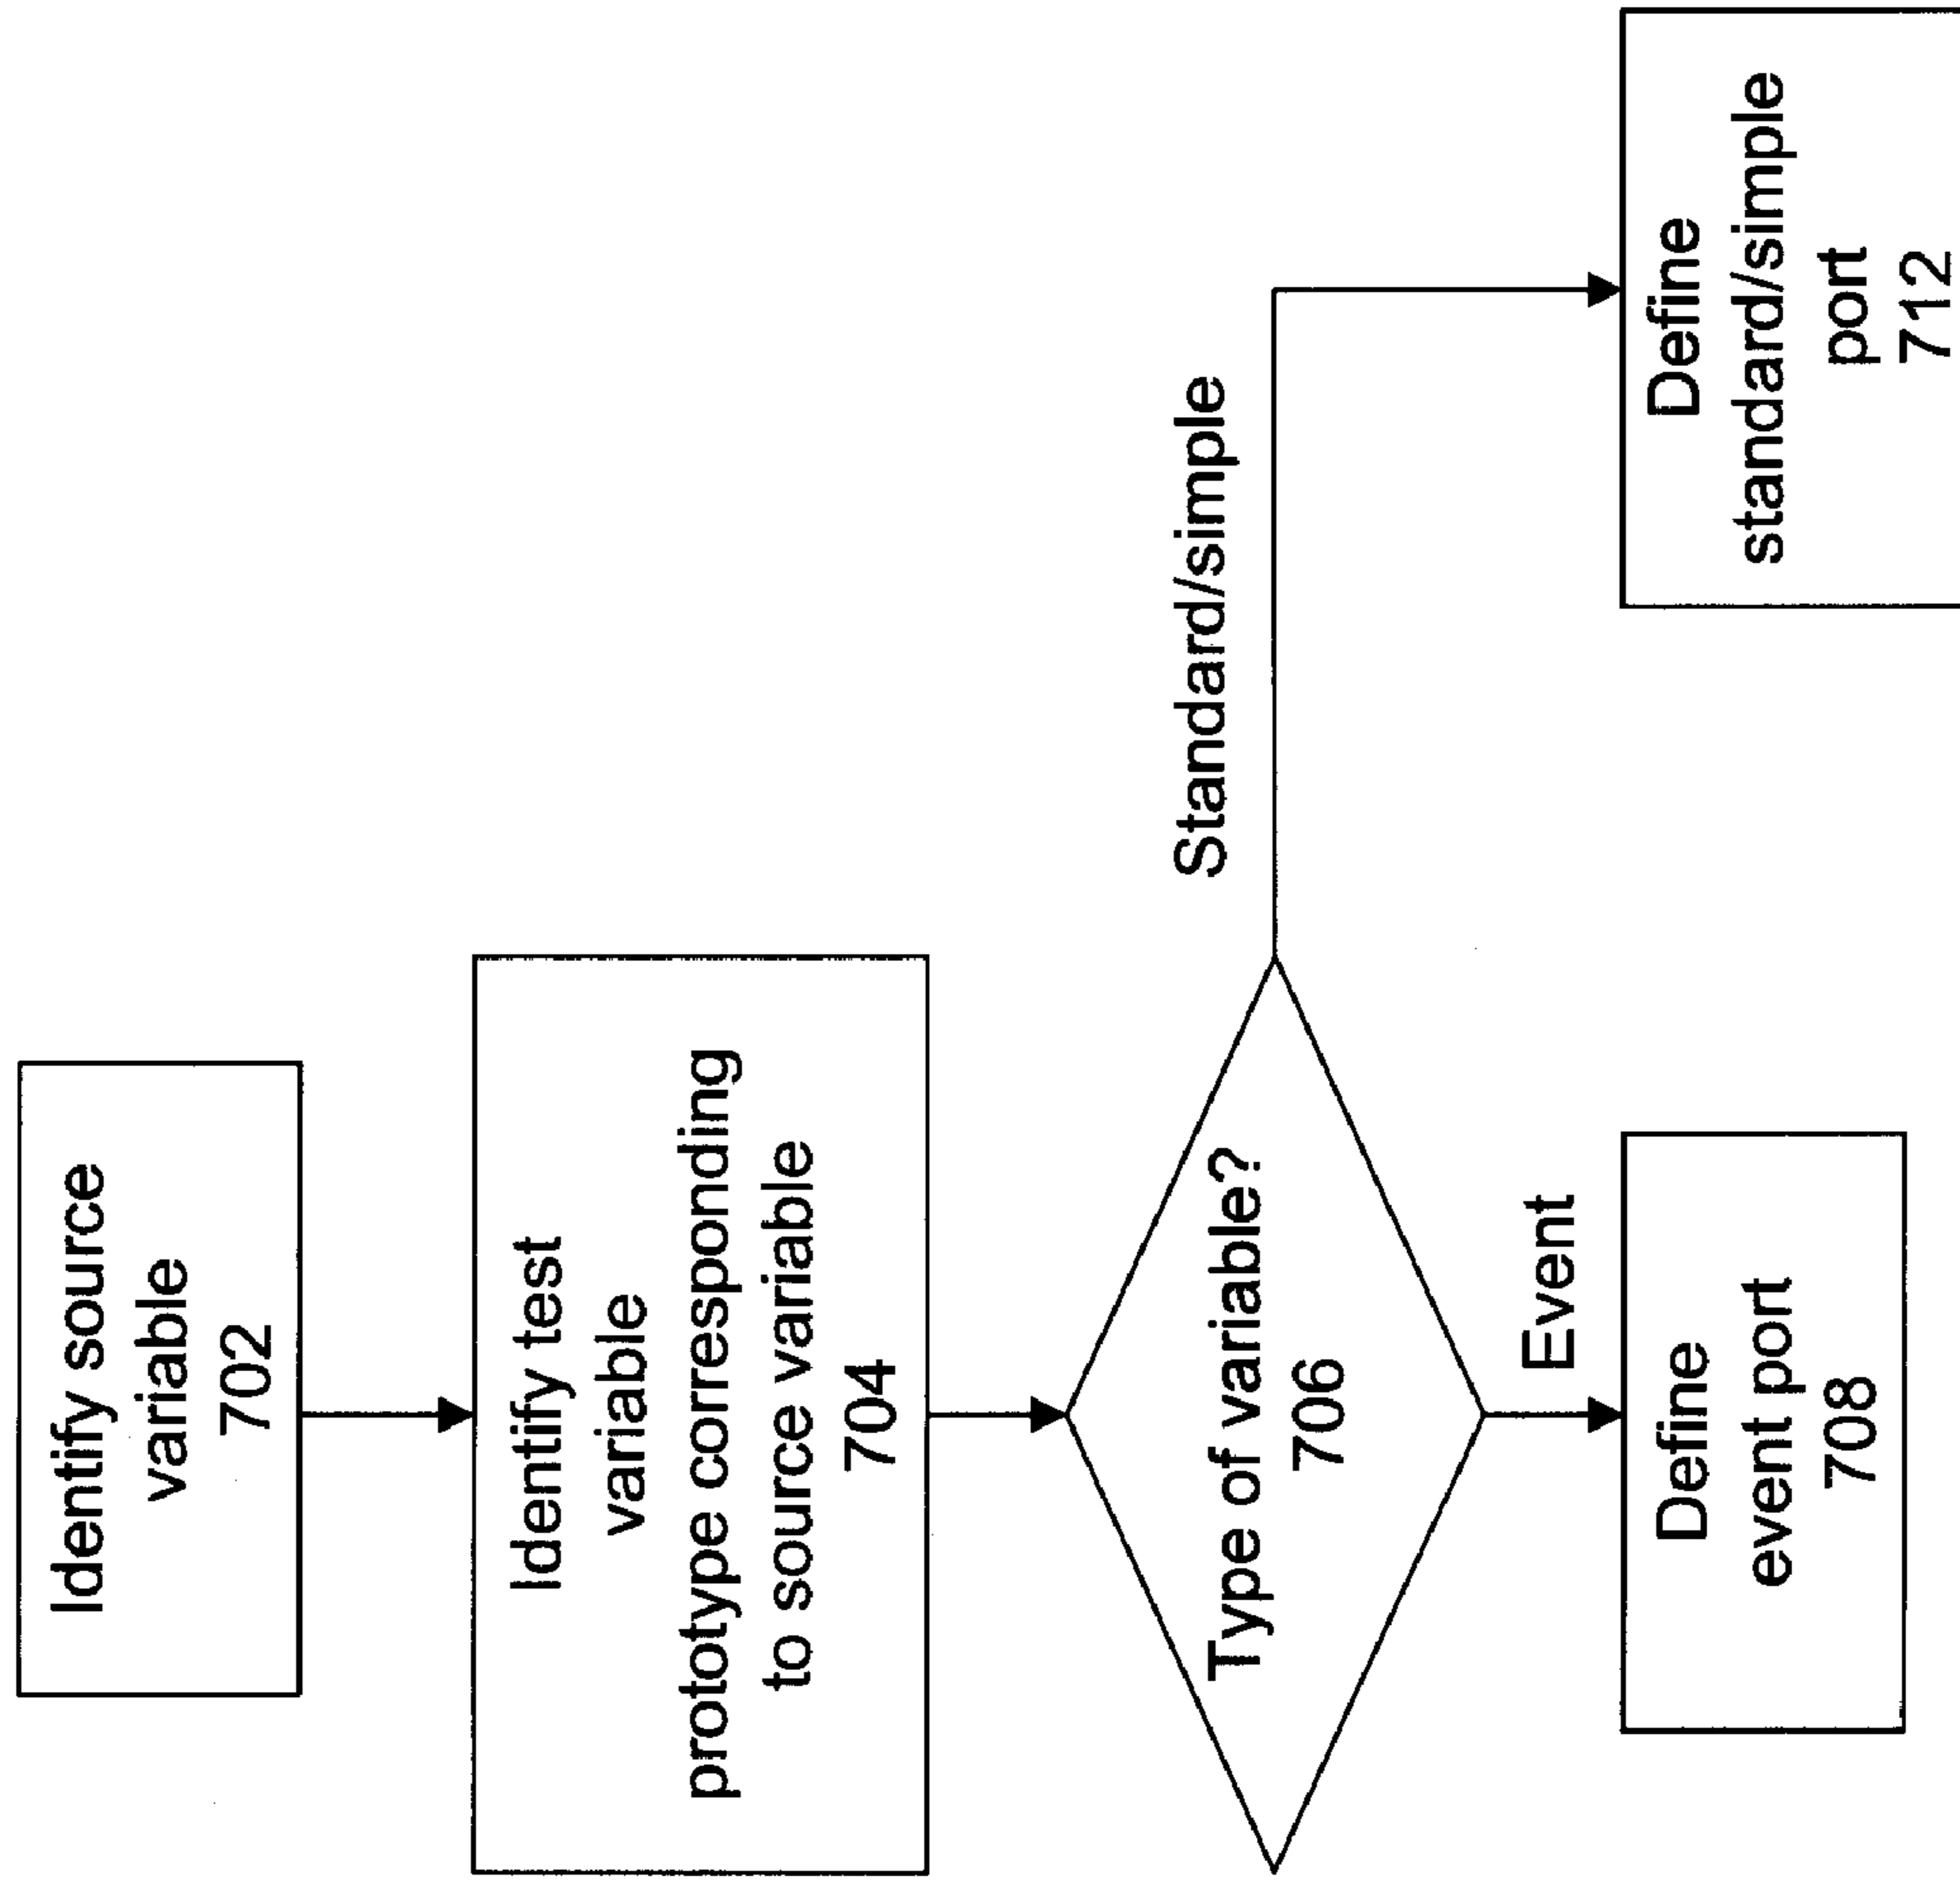 Identify source
variable
702
Identify test
variable
prototype corresponding
to source variable
704
Type of variable?
706
Standard/simple
Event
Define
event port
708
Define
standard/simple
port
712